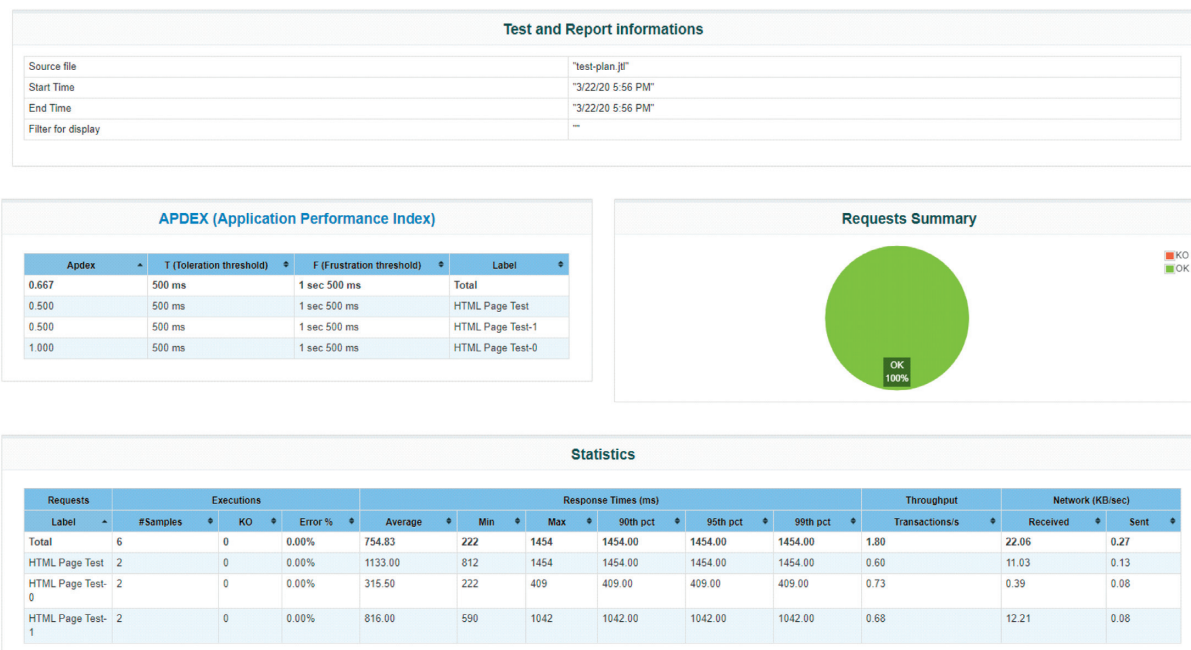 Test and Report informations
Source file "test-plan.jtl"
Start Time "3/22/20 5:56 PM"
End Time "3/22/20 5:56 PM"
Filter for display ""
APDEX (Application Performance Index)
Apdex T (Toleration threshold) F (Frustration threshold) Label
0.667 500 ms 1 sec 500 ms Total
0.500 500 ms 1 sec 500 ms HTML Page Test
0.500 500 ms 1 sec 500 ms HTML Page Test-1
1.000 500 ms 1 sec 500 ms HTML Page Test-0
Requests Summary
KO
OK
OK
100%
Statistics
Requests Executions Response Times (ms) Throughput Network (KB/sec)
Label #Samples KO Error % Average Min Max 90th pct 95th pct 99th pct Transactions/s Received Sent
Total 6 0 0.00% 754.83 222 1454 1454.00 1454.00 1454.00 1.80 22.06 0.27
HTML Page Test 2 0 0.00% 1133.00 812 1454 1454.00 1454.00 1454.00 0.60 11.03 0.13
HTML Page Test- 2 0 0.00% 315.50 222 409 409.00 409.00 409.00 0.73 0.39 0.08
0
HTML Page Test- 2 0 0.00% 816.00 590 1042 1042.00 1042.00 1042.00 0.68 12.21 0.08
1